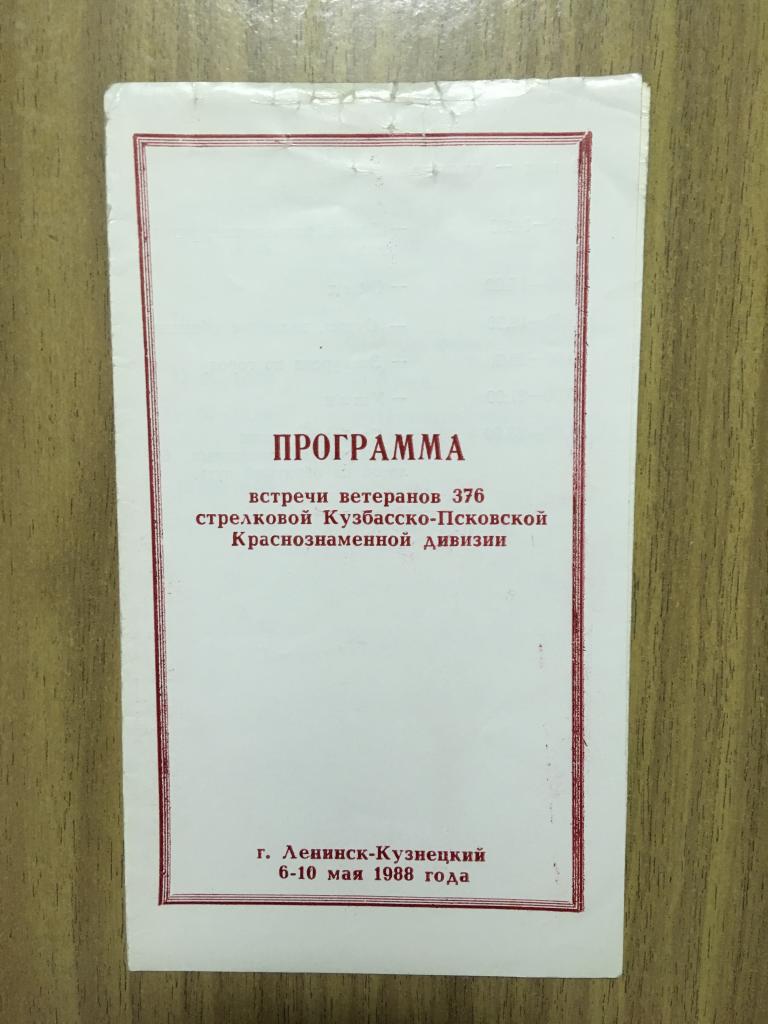 ПРОГРАММА
встречи ветеранов 376
стрелковой Кузбасско-Псковской
Краснознаменной дивизии
г. Ленинск-Кузнецкий
6-10 мая 1988 года